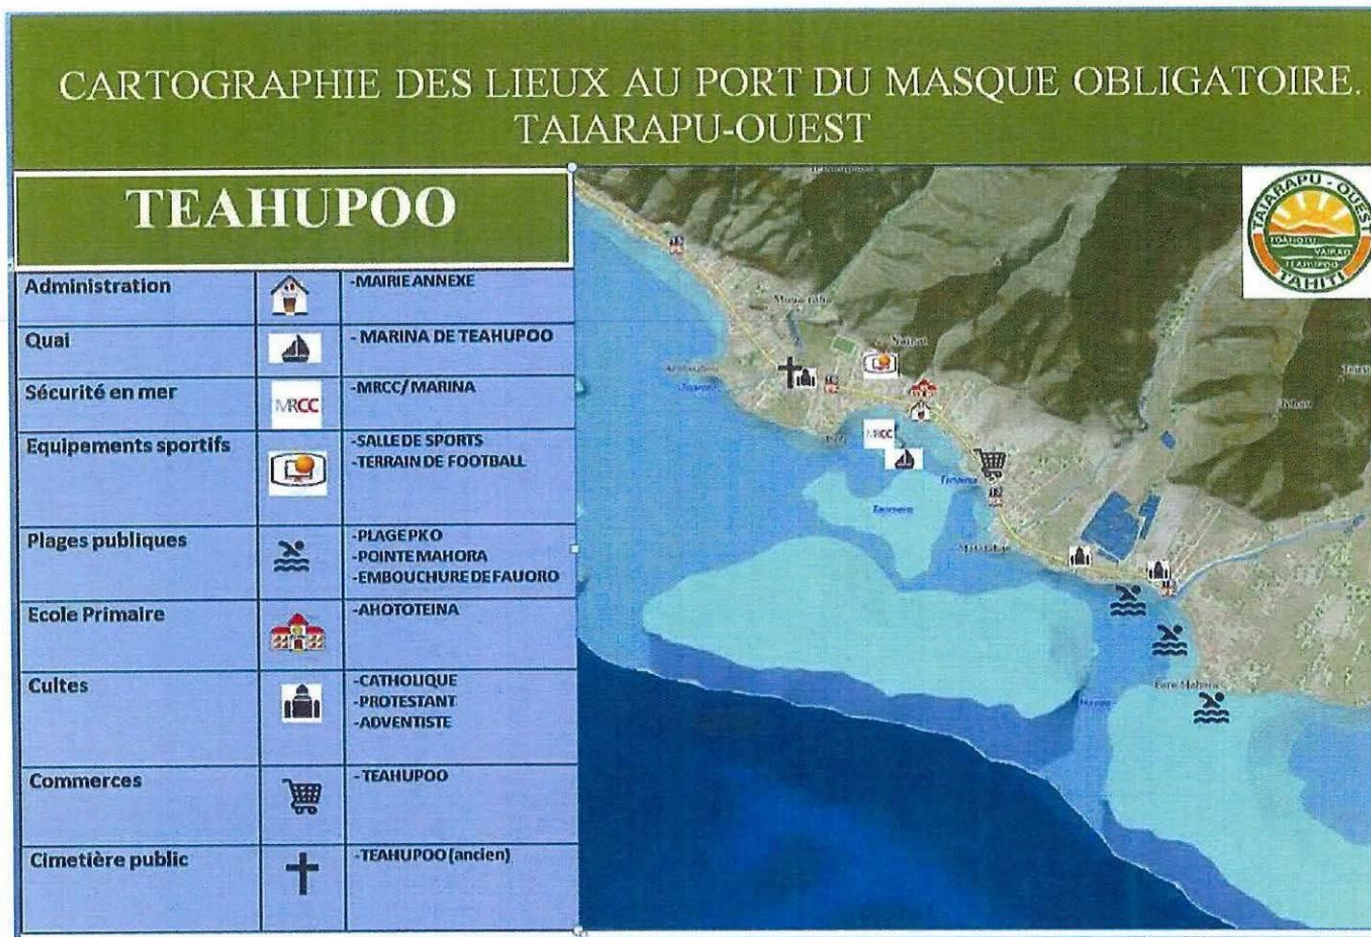 CARTOGRAPHIE DES LIEUX AU PORT DU MASQUE OBLIGATOIRE.
TAIARAPU-OUEST
TEAHUPOO
Administration
-MAIRIE ANNEXE
Quai
- MARINA DE TEAHUPOO
Sécurité en mer
MRCC
-MRCC/ MARINA
Equipements sportifs
-SALLE DE SPORTS
-TERRAIN DE FOOTBALL
Plages publiques
-PLAGE PK0
-POINTE MAHORA
-EMBOUCHURE DE FAUORO
Ecole Primaire
-AHOTOTEINA
Cultes
-CATHOLIQUE
-PROTESTANT
-ADVENTISTE
Commerces
- TEAHUPOO
Cimetière public
-TEAHUPOO (ancien)
TAIARAPU - OUEST
TOAHOTU
VAIRAO
TEAHUPOO
TAHITI
MRCC